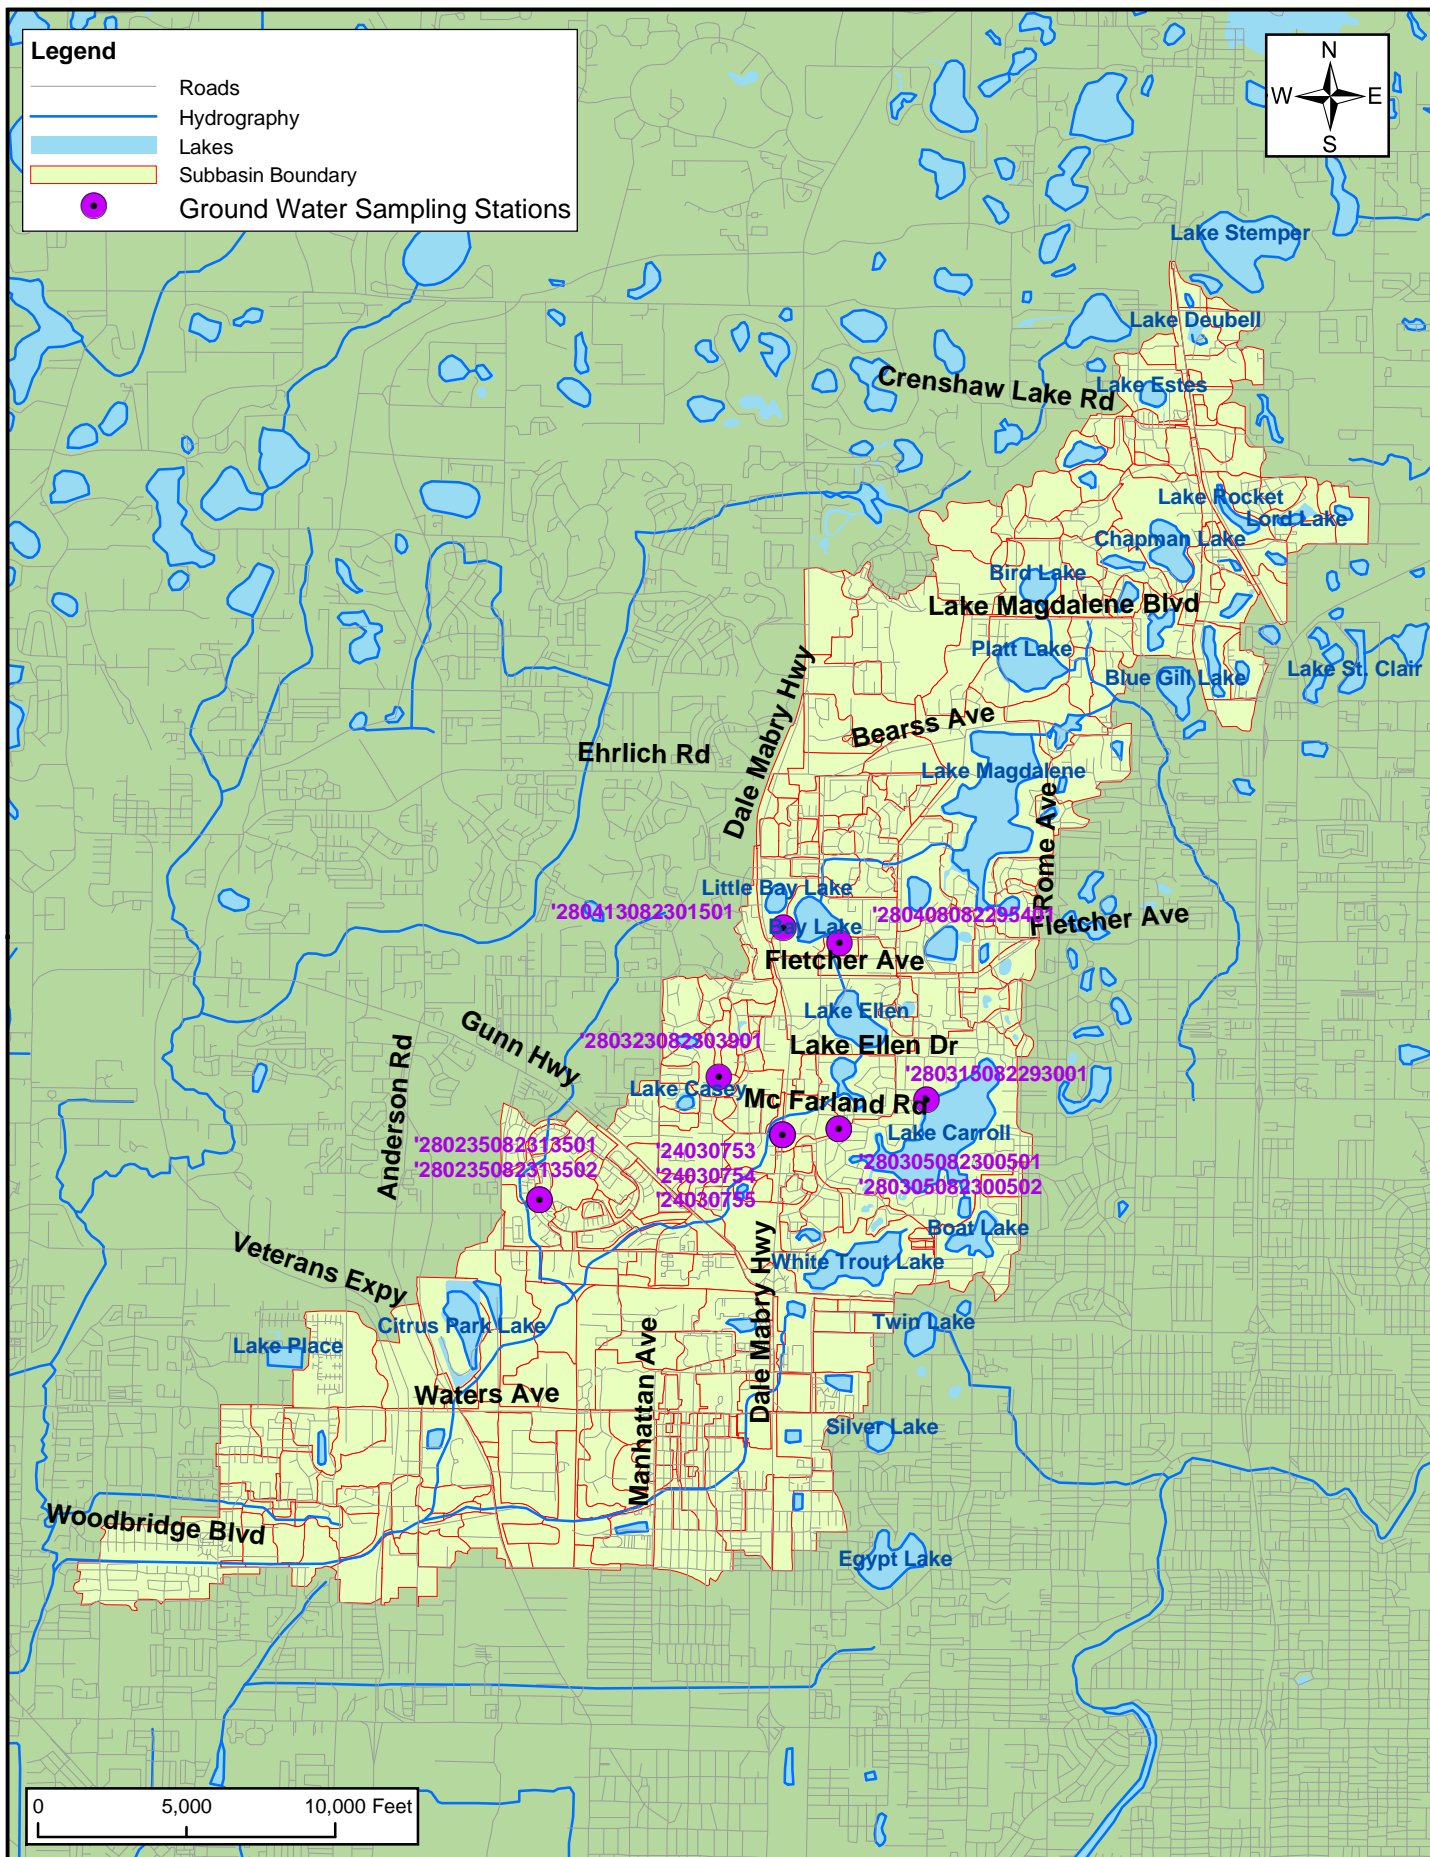 Legend
Roads
Hydrography
Lakes
Subbasin Boundary
Ground Water Sampling Stations
N
W
E
S
Lake Stemper
Lake Deubell
Crenshaw Lake Rd
Lake Estes
Lake Rocket
Lord Lake
Chapman Lake
Bird Lake
Lake Magdalene Blvd
Platt Lake
Lake St. Clair
Blue Gill Lake
Bearss Ave
Dale Mabry Hwy
Ehrlich Rd
Lake Magdalene
Rome Ave
Little Bay Lake
'280413082301501
'280408082295401
Bay Lake
Fletcher Ave
Fletcher Ave
Lake Ellen
Gunn Hwy
'280323082303901
Lake Ellen Dr
Anderson Rd
'280315082293001
Lake Casey
Mc Farland Rd
Lake Carroll
'280235082313501
'280235082313502
'24030753
'24030754
'24030755
'280305082300501
'280305082300502
Boat Lake
Veterans Expy
Dale Mabry Hwy
White Trout Lake
Citrus Park Lake
Twin Lake
Lake Place
Manhattan Ave
Waters Ave
Silver Lake
Woodbridge Blvd
Egypt Lake
0
5,000
10,000 Feet